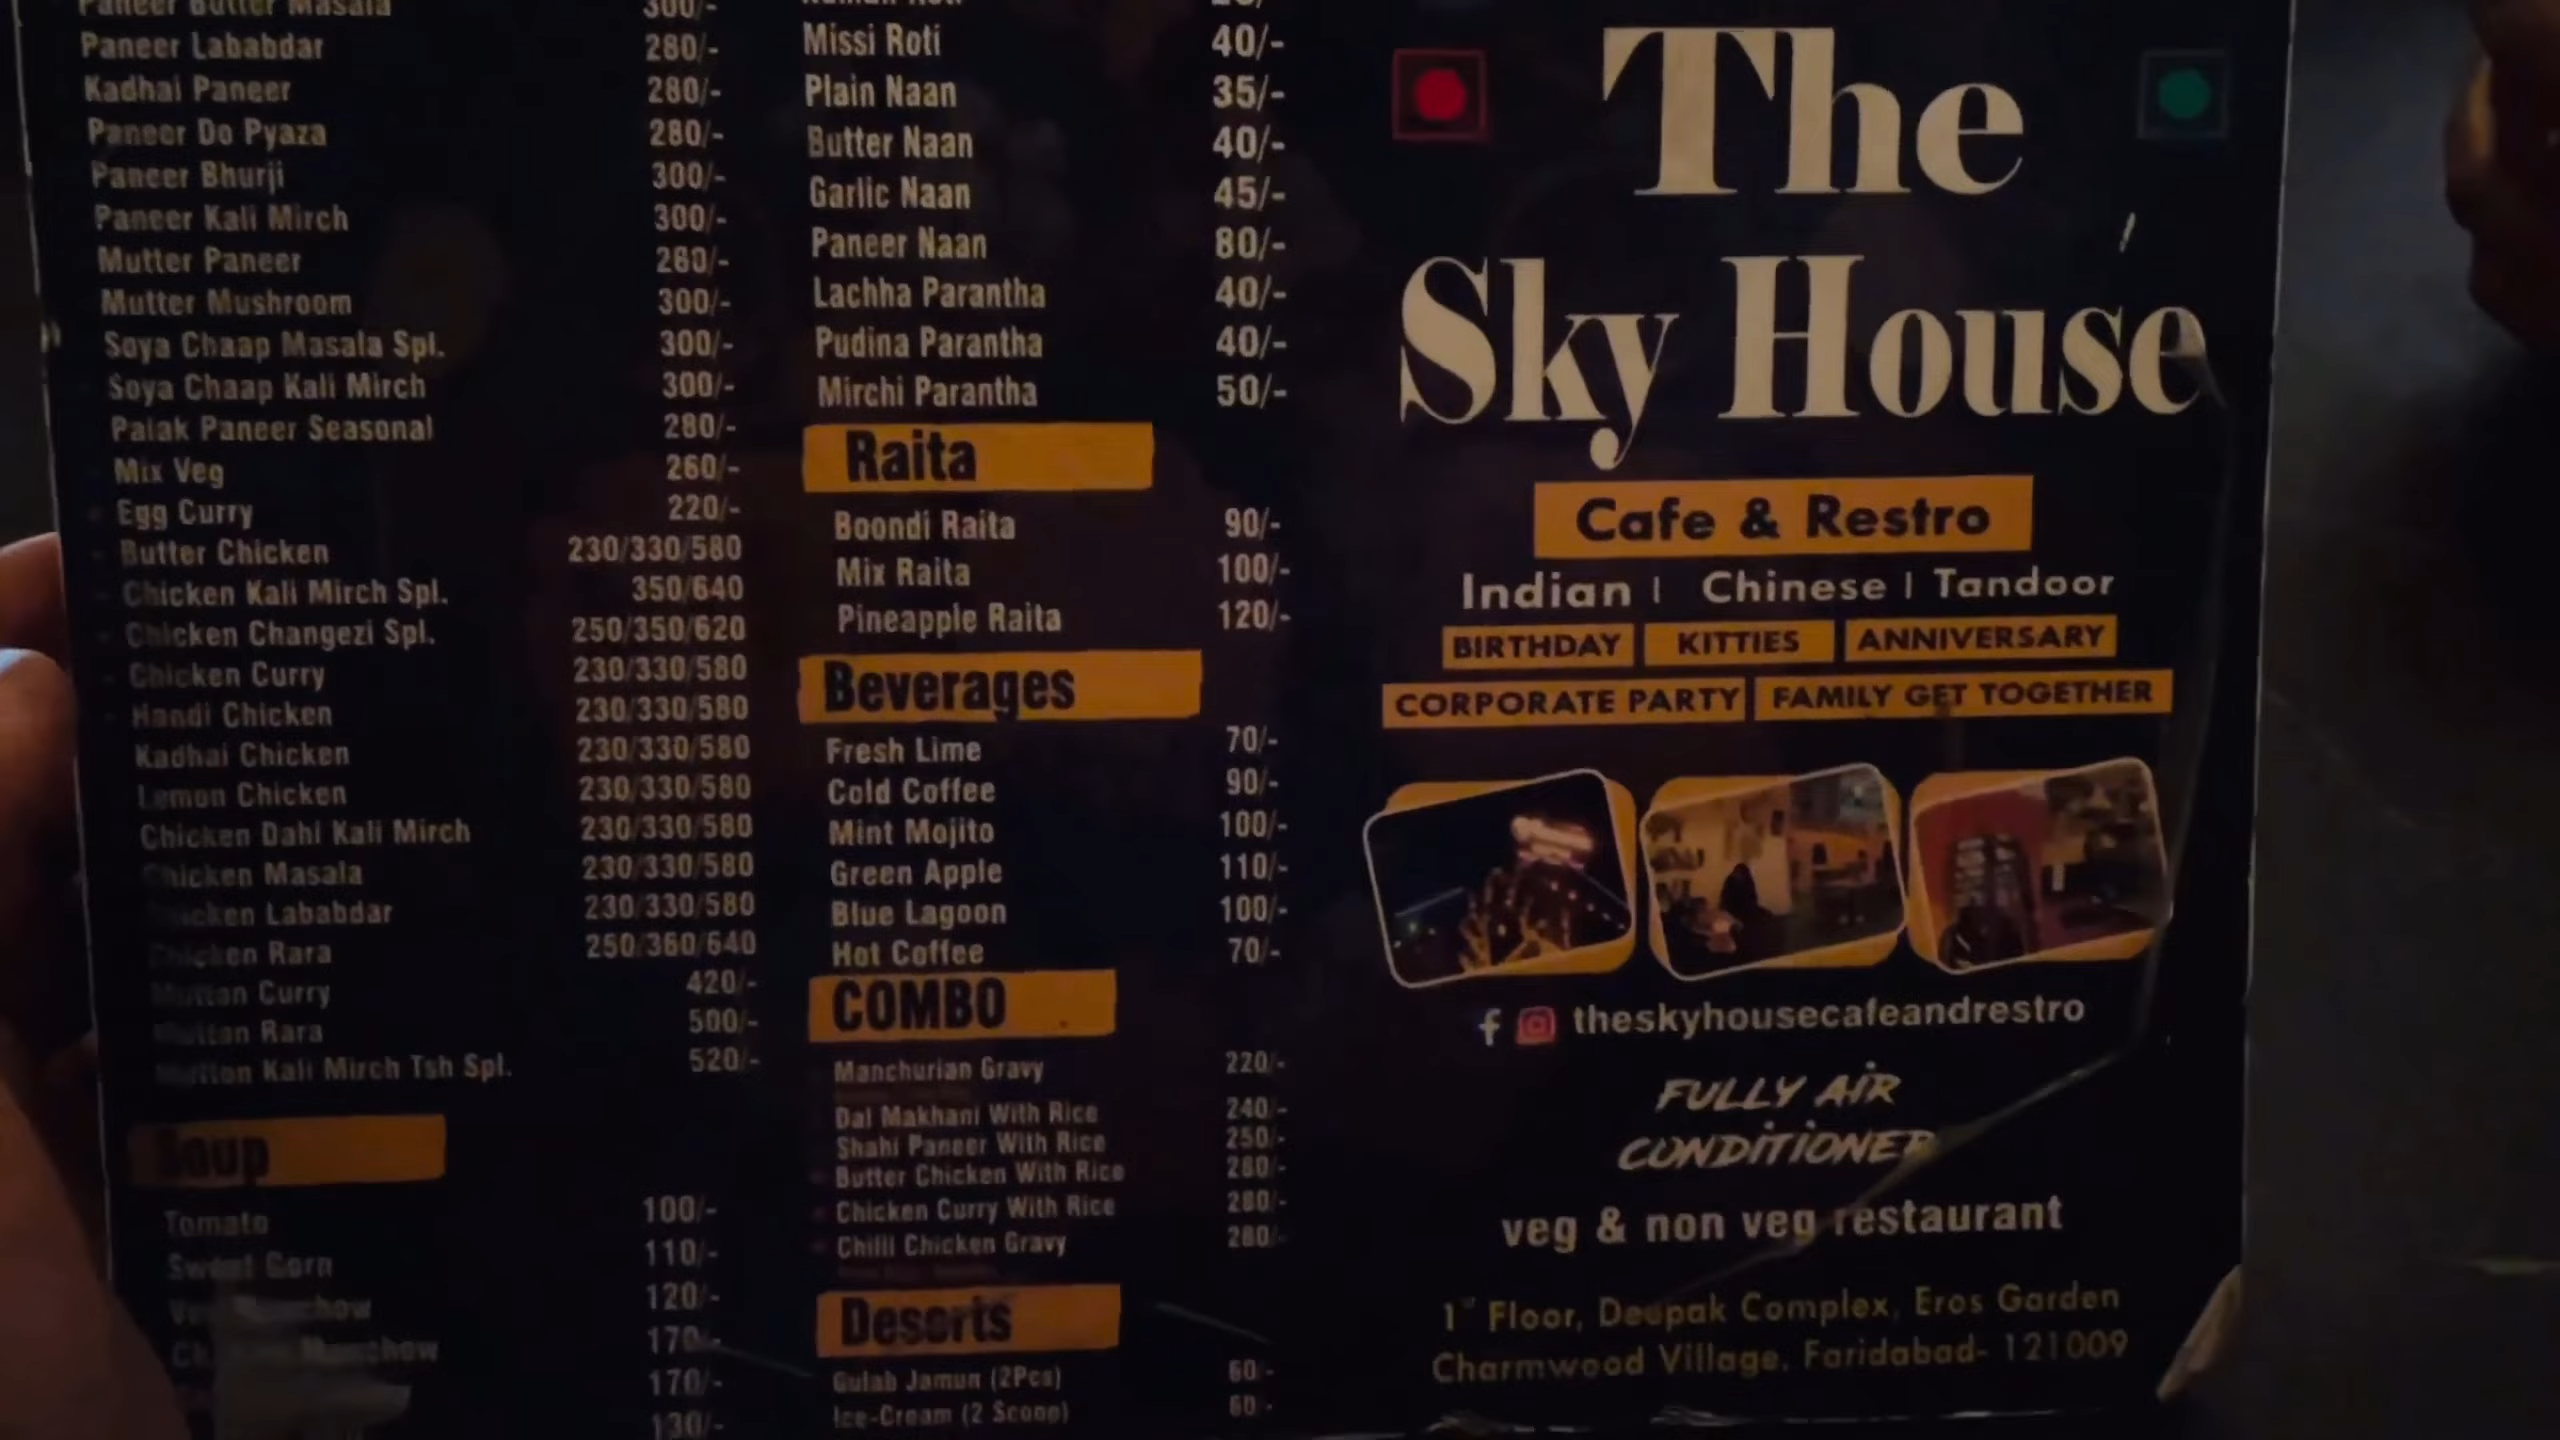 Paneer Butter Masala 300/-
Paneer Lababdar 280/-
Kadhai Paneer 280/-
Paneer Do Pyaza 280/-
Paneer Bhurji 300/-
Paneer Kali Mirch 300/-
Mutter Paneer 280/-
Mutter Mushroom 300/-
Soya Chaap Masala Spl. 300/-
Soya Chaap Kali Mirch 300/-
Palak Paneer Seasonal 280/-
Mix Veg 260/-
Egg Curry 220/-
Butter Chicken 230/330/580
Chicken Kali Mirch Spl. 350/640
Chicken Changezi Spl. 250/350/620
Chicken Curry 230/330/580
Handi Chicken 230/330/580
Kadhai Chicken 230/330/580
Lemon Chicken 230/330/580
Chicken Dahi Kali Mirch 230/330/580
Chicken Masala 230/330/580
Chicken Lababdar 230/330/580
Chicken Rara 250/360/640
Mutton Curry 420/-
Mutton Rara 500/-
Mutton Kali Mirch Tsh Spl. 520/-
Soup
Tomato 100/-
Sweet Corn 110/-
Veg Manchow 120/-
Manchow 170/-
170/-
130/-
Missi Roti 40/-
Plain Naan 35/-
Butter Naan 40/-
Garlic Naan 45/-
Paneer Naan 80/-
Lachha Parantha 40/-
Pudina Parantha 40/-
Mirchi Parantha 50/-
Raita
Boondi Raita 90/-
Mix Raita 100/-
Pineapple Raita 120/-
Beverages
Fresh Lime 70/-
Cold Coffee 90/-
Mint Mojito 100/-
Green Apple 110/-
Blue Lagoon 100/-
Hot Coffee 70/-
COMBO
Manchurian Gravy 220/-
Dal Makhani With Rice 240/-
Shahi Paneer With Rice 250/-
Butter Chicken With Rice 280/-
Chicken Curry With Rice 280/-
Chilli Chicken Gravy 280/-
Deserts
Gulab Jamun (2Pcs) 60/-
Ice-Cream (2 Scoop) 60/-
The
Sky House
Cafe & Restro
Indian | Chinese | Tandoor
BIRTHDAY KITTIES ANNIVERSARY
CORPORATE PARTY FAMILY GET TOGETHER
theskyhousecafeandrestro
FULLY AIR
CONDITIONER
veg & non veg restaurant
1st Floor, Deepak Complex, Eros Garden
Charmwood Village, Faridabad- 121009